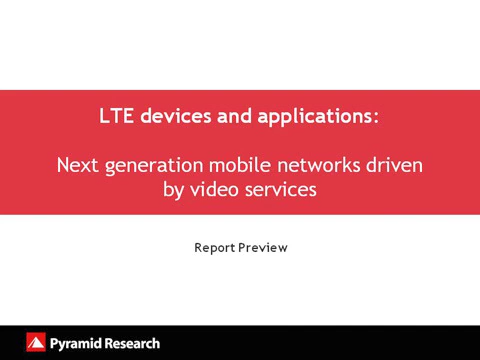 LTE devices and applications:
Next generation mobile networks driven
by video services
Report Preview
Pyramid Research